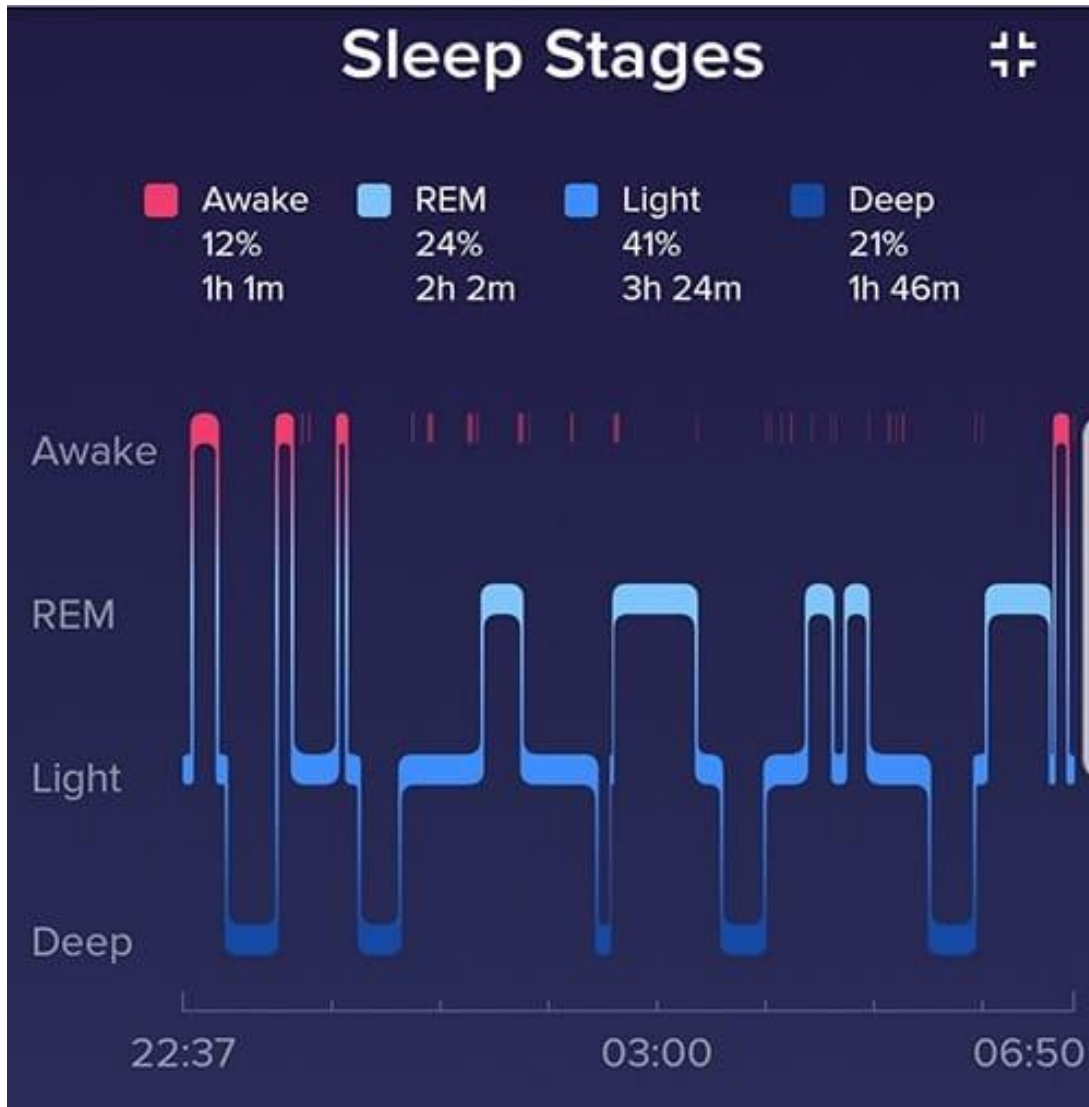 Sleep Stages
Awake REM Light Deep
12% 24% 41% 21%
1h 1m 2h 2m 3h 24m 1h 46m
Awake
REM
Light
Deep
22:37 03:00 06:50